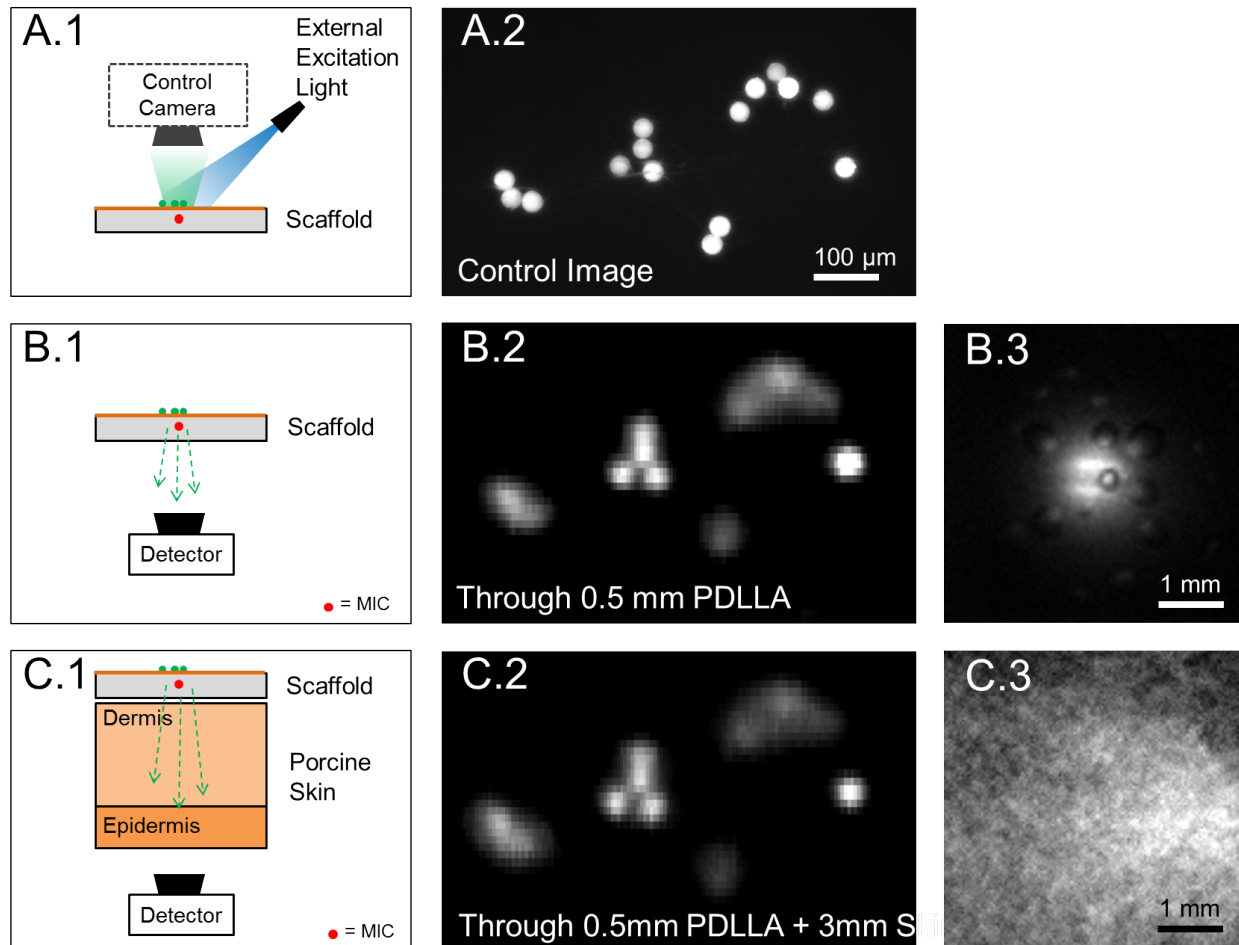 A.1
External
Excitation
Light
Control
Camera
Scaffold
A.2
Control Image
100 µm
B.1
Scaffold
Detector
= MIC
B.2
Through 0.5 mm PDLLA
B.3
1 mm
C.1
Scaffold
Dermis
Porcine
Skin
Epidermis
Detector
= MIC
C.2
Through 0.5mm PDLLA + 3mm Skin
C.3
1 mm